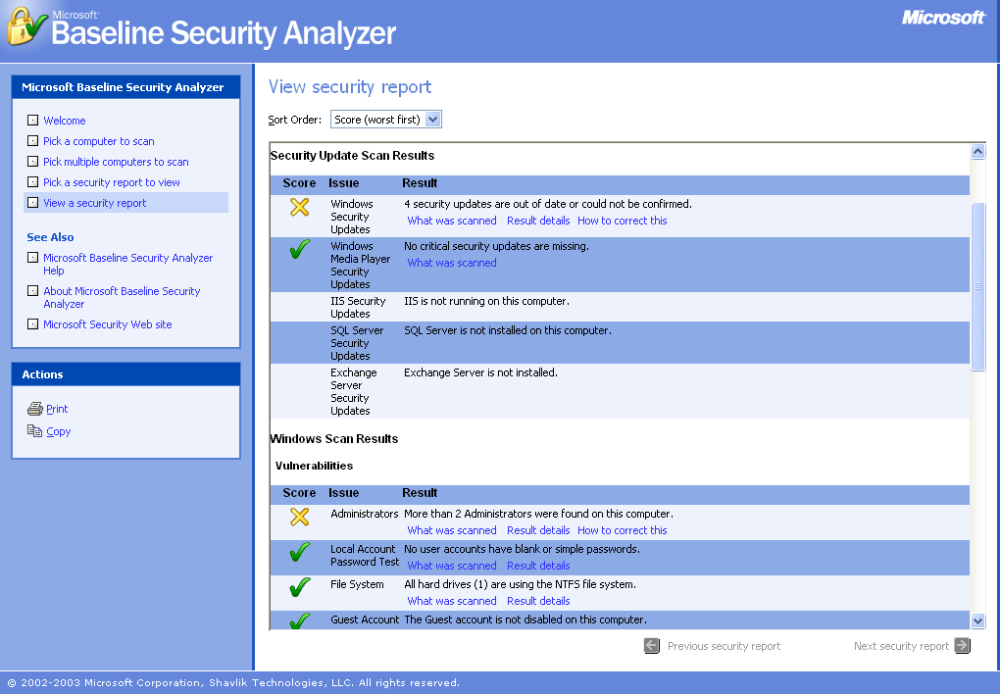 Microsoft
Baseline Security Analyzer
Microsoft
Microsoft Baseline Security Analyzer
Welcome
Pick a computer to scan
Pick multiple computers to scan
Pick a security report to view
View a security report
See Also
Microsoft Baseline Security Analyzer
Help
About Microsoft Baseline Security
Analyzer
Microsoft Security Web site
Actions
Print
Copy
View security report
Sort Order: Score (worst first)
Security Update Scan Results
Score Issue Result
Windows
Security
Updates
4 security updates are out of date or could not be confirmed.
What was scanned Result details How to correct this
Windows
Media Player
Security
Updates
No critical security updates are missing.
What was scanned
IIS Security
Updates
IIS is not running on this computer.
SQL Server
Security
Updates
SQL Server is not installed on this computer.
Exchange
Server
Security
Updates
Exchange Server is not installed.
Windows Scan Results
Vulnerabilities
Score Issue Result
Administrators More than 2 Administrators were found on this computer.
What was scanned Result details How to correct this
Local Account
Password Test
No user accounts have blank or simple passwords.
What was scanned Result details
File System All hard drives (1) are using the NTFS file system.
What was scanned Result details
Guest Account The Guest account is not disabled on this computer.
Previous security report Next security report
© 2002-2003 Microsoft Corporation, Shavlik Technologies, LLC. All rights reserved.